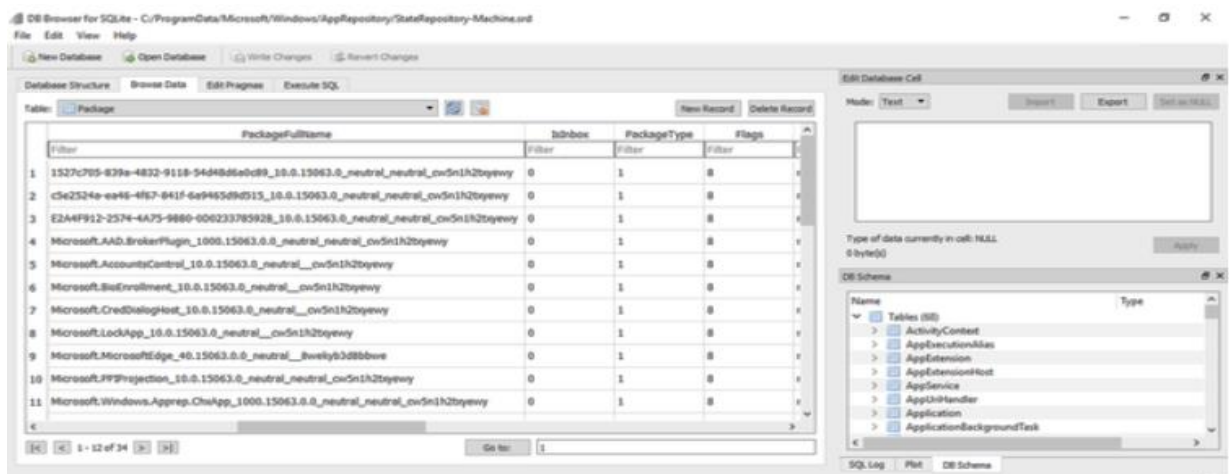 DB Browser for SQLite - C:/ProgramData/Microsoft/Windows/AppRepository/StateRepository-Machine.srd
File Edit View Help
New Database Open Database Write Changes Revert Changes
Database Structure Browse Data Edit Pragmas Execute SQL
Table: Package New Record Delete Record
PackageFullName IsInbox PackageType Flags
Filter Filter Filter Filter
1 1527c705-839a-4832-9118-54d48d6a0c89_10.0.15063.0_neutral_neutral_cw5n1h2txyewy 0 1 8
2 c5e2524a-ea46-4f67-841f-6a9465d9d515_10.0.15063.0_neutral_neutral_cw5n1h2txyewy 0 1 8
3 E2A4F912-2574-4A75-9BB0-0D023378592B_10.0.15063.0_neutral_neutral_cw5n1h2txyewy 0 1 8
4 Microsoft.AAD.BrokerPlugin_1000.15063.0.0_neutral_neutral_cw5n1h2txyewy 0 1 8
5 Microsoft.AccountsControl_10.0.15063.0_neutral__cw5n1h2txyewy 0 1 8
6 Microsoft.BioEnrollment_10.0.15063.0_neutral__cw5n1h2txyewy 0 1 8
7 Microsoft.CredDialogHost_10.0.15063.0_neutral__cw5n1h2txyewy 0 1 8
8 Microsoft.LockApp_10.0.15063.0_neutral__cw5n1h2txyewy 0 1 8
9 Microsoft.MicrosoftEdge_40.15063.0.0_neutral__8wekyb3d8bbwe 0 1 8
10 Microsoft.PPIProjection_10.0.15063.0_neutral_neutral_cw5n1h2txyewy 0 1 8
11 Microsoft.Windows.Apprep.ChxApp_1000.15063.0.0_neutral_neutral_cw5n1h2txyewy 0 1 8
1 - 12 of 34 Go to: 1
Edit Database Cell
Mode: Text Import Export Set as NULL
Type of data currently in cell: NULL
0 byte(s) Apply
DB Schema
Name Type
Tables (68)
ActivityContext
AppExecutionAlias
AppExtension
AppExtensionHost
AppService
AppUriHandler
Application
ApplicationBackgroundTask
SQL Log Plot DB Schema